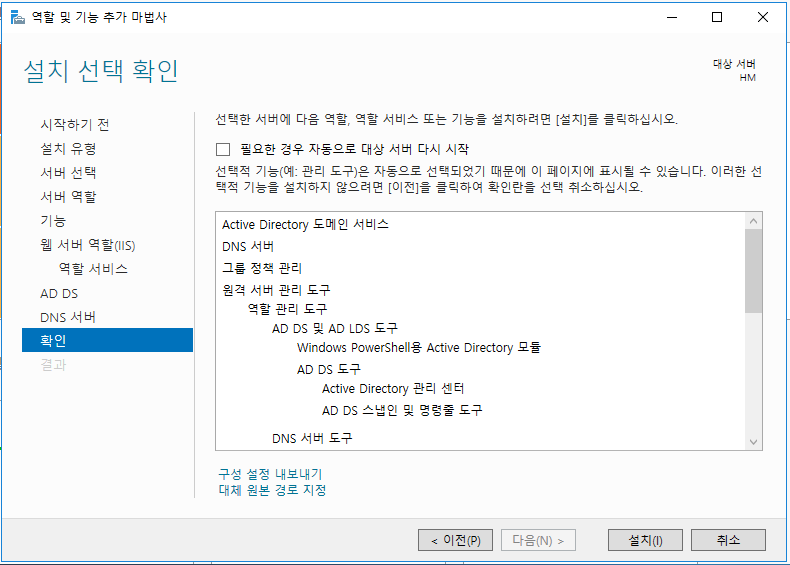 역할 및 기능 추가 마법사
설치 선택 확인
대상 서버
HM
시작하기 전
설치 유형
서버 선택
서버 역할
기능
웹 서버 역할(IIS)
역할 서비스
AD DS
DNS 서버
확인
결과
선택한 서버에 다음 역할, 역할 서비스 또는 기능을 설치하려면 [설치]를 클릭하십시오.
필요한 경우 자동으로 대상 서버 다시 시작
선택적 기능(예: 관리 도구)은 자동으로 선택되었기 때문에 이 페이지에 표시될 수 있습니다. 이러한 선
택적 기능을 설치하지 않으려면 [이전]을 클릭하여 확인란을 선택 취소하십시오.
Active Directory 도메인 서비스
DNS 서버
그룹 정책 관리
원격 서버 관리 도구
역할 관리 도구
AD DS 및 AD LDS 도구
Windows PowerShell용 Active Directory 모듈
AD DS 도구
Active Directory 관리 센터
AD DS 스냅인 및 명령줄 도구
DNS 서버 도구
구성 설정 내보내기
대체 원본 경로 지정
< 이전(P)
다음(N) >
설치(I)
취소